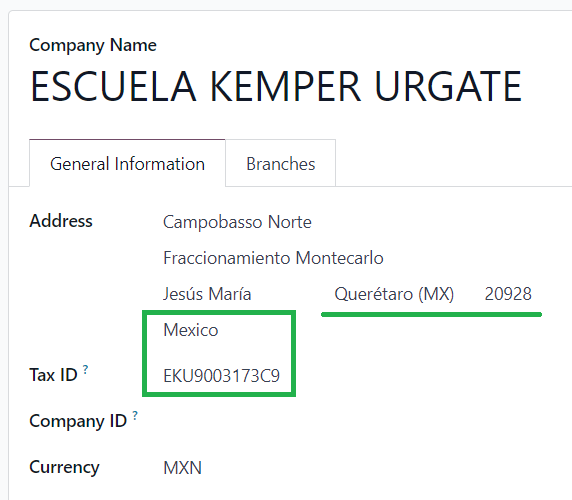 Company Name
ESCUELA KEMPER URGATE
General Information Branches
Address Campobasso Norte
Fraccionamiento Montecarlo
Jesús María Querétaro (MX) 20928
Mexico
Tax ID ? EKU9003173C9
Company ID ?
Currency MXN